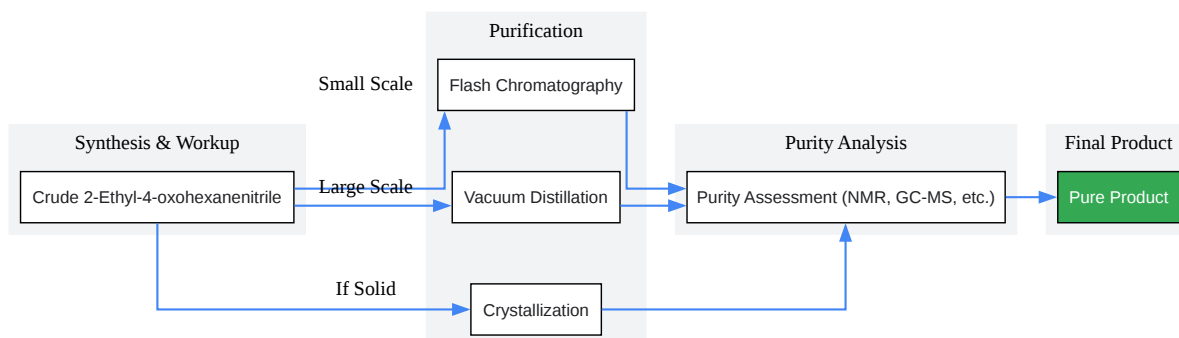 Purification
Small Scale
Flash Chromatography
Synthesis & Workup
Purity Analysis
Final Product
Crude 2-Ethyl-4-oxohexanenitrile
Large Scale
Vacuum Distillation
Purity Assessment (NMR, GC-MS, etc.)
Pure Product
If Solid
Crystallization